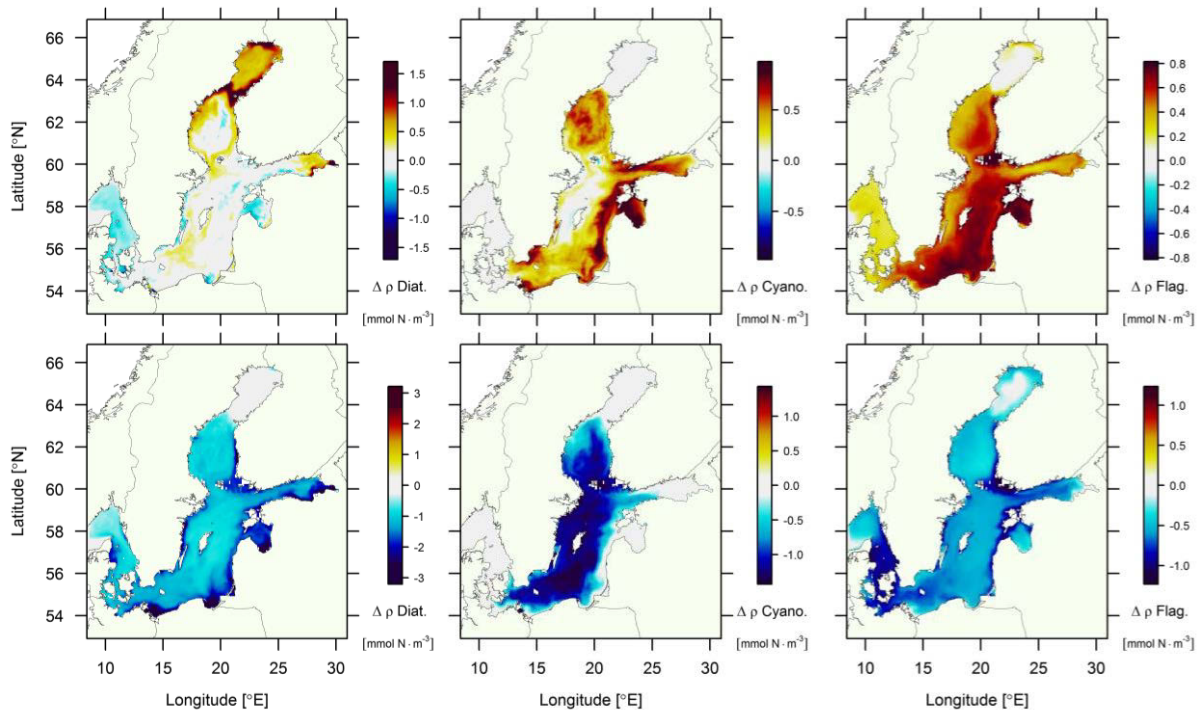 66
64
62
60
58
56
54
Latitude [°N]
1.5
1.0
0.5
0.0
-0.5
-1.0
-1.5
Δ ρ Diat.
[mmol N · m⁻³]
0.5
0.0
-0.5
Δ ρ Cyano.
[mmol N · m⁻³]
0.8
0.6
0.4
0.2
0.0
-0.2
-0.4
-0.6
-0.8
Δ ρ Flag.
[mmol N · m⁻³]
66
64
62
60
58
56
54
Latitude [°N]
3
2
1
0
-1
-2
-3
Δ ρ Diat.
[mmol N · m⁻³]
1.0
0.5
0.0
-0.5
-1.0
Δ ρ Cyano.
[mmol N · m⁻³]
1.0
0.5
0.0
-0.5
-1.0
Δ ρ Flag.
[mmol N · m⁻³]
10 15 20 25 30
10 15 20 25 30
10 15 20 25 30
Longitude [°E]
Longitude [°E]
Longitude [°E]